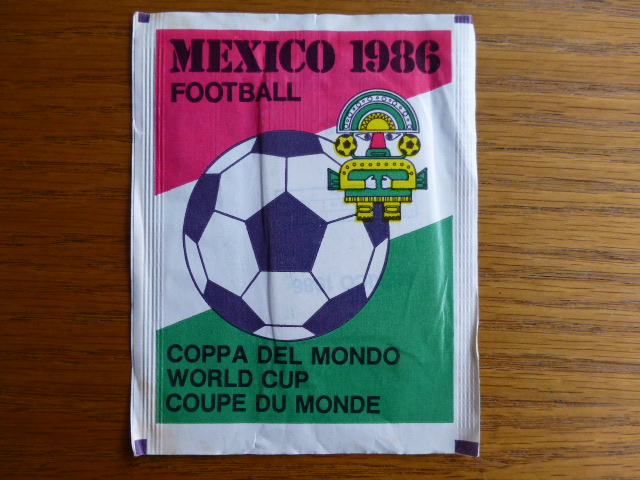 MEXICO 1986
FOOTBALL
COPPA DEL MONDO
WORLD CUP
COUPE DU MONDE